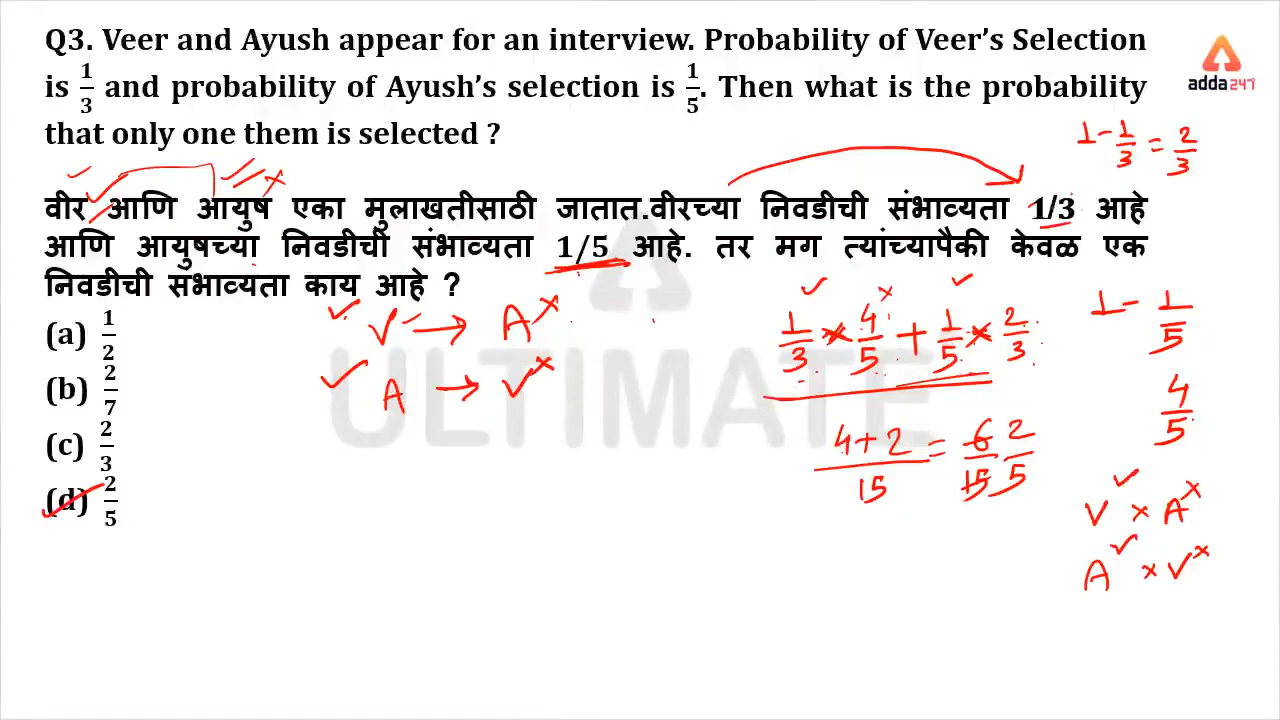 Q3. Veer and Ayush appear for an interview. Probability of Veer’s Selection
is 1/3 and probability of Ayush’s selection is 1/5. Then what is the probability
that only one them is selected ?
adda247
1 - 1/3 = 2/3
वीर आणि आयुष एका मुलाखतीसाठी जातात.वीरच्या निवडीची संभाव्यता 1/3 आहे
आणि आयुषच्या निवडीची संभाव्यता 1/5 आहे. तर मग त्यांच्यापैकी केवळ एक
निवडीची संभाव्यता काय आहे ?
(a) 1/2
(b) 2/7
(c) 2/3
(d) 2/5
✓ V → A×
✓ A → V×
1/3 × 4/5 + 1/5 × 2/3
4+2/15 = 6/15 2/5
1 - 1/5
4/5
V✓ × A×
A✓ × V×
ULTIMATE